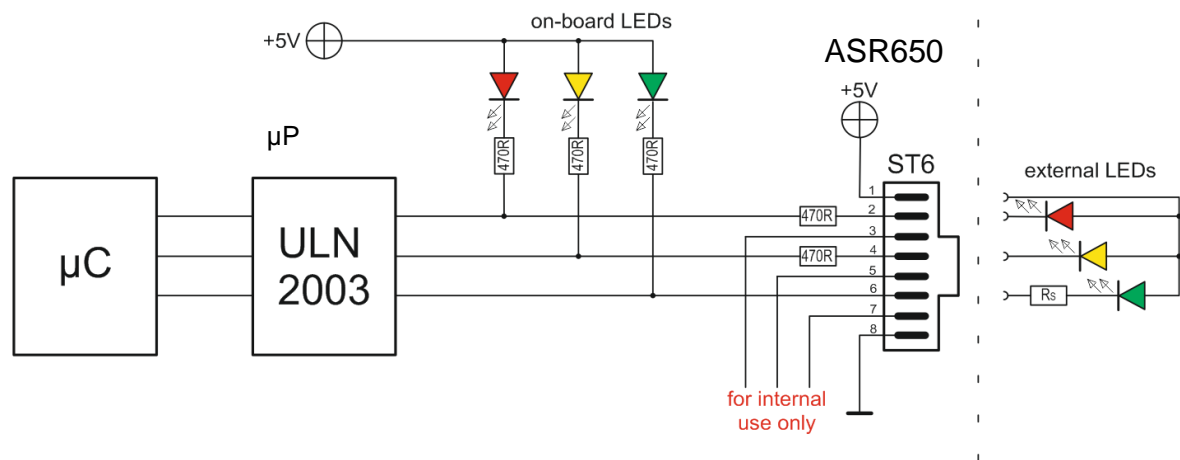 on-board LEDs
+5V
ASR650
+5V
µP
470R
470R
470R
ST6
external LEDs
µC
ULN
2003
470R
470R
1
2
3
4
5
6
7
8
Rs
for internal
use only